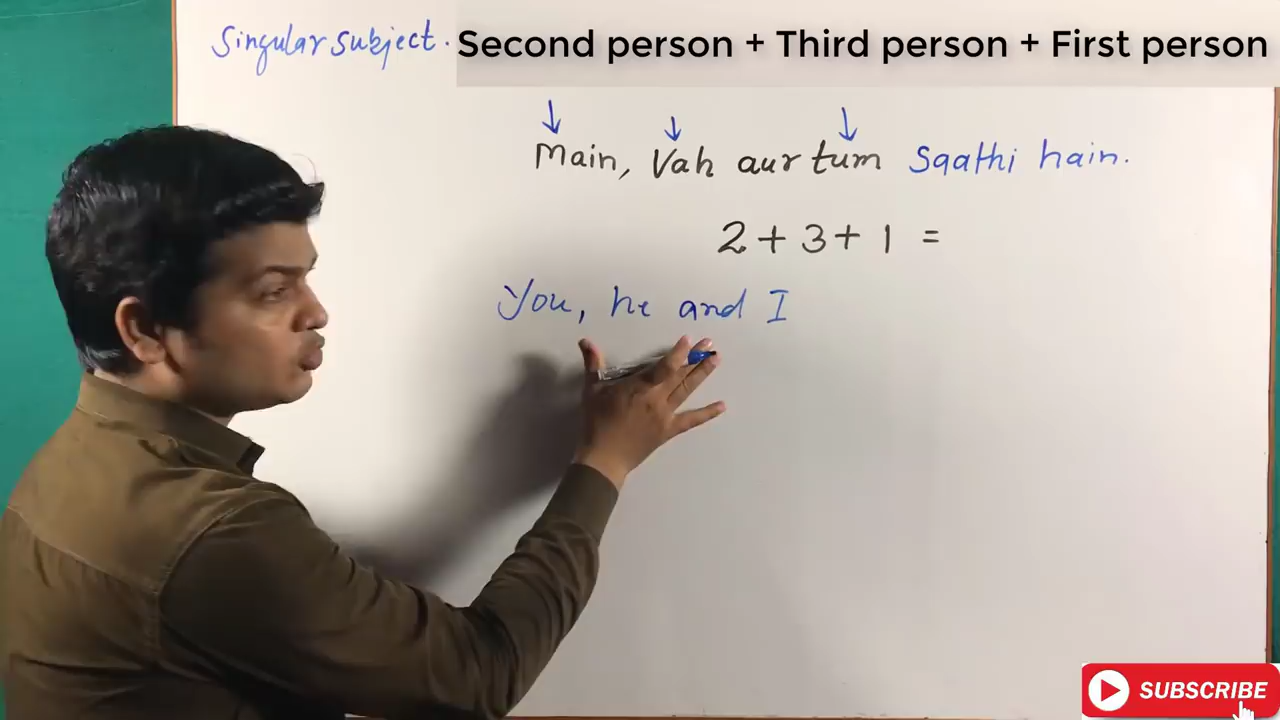 Singular subject.
Second person + Third person + First person
Main, Vah aur tum Saathi hain.
2 + 3 + 1 =
You, he and I
SUBSCRIBE